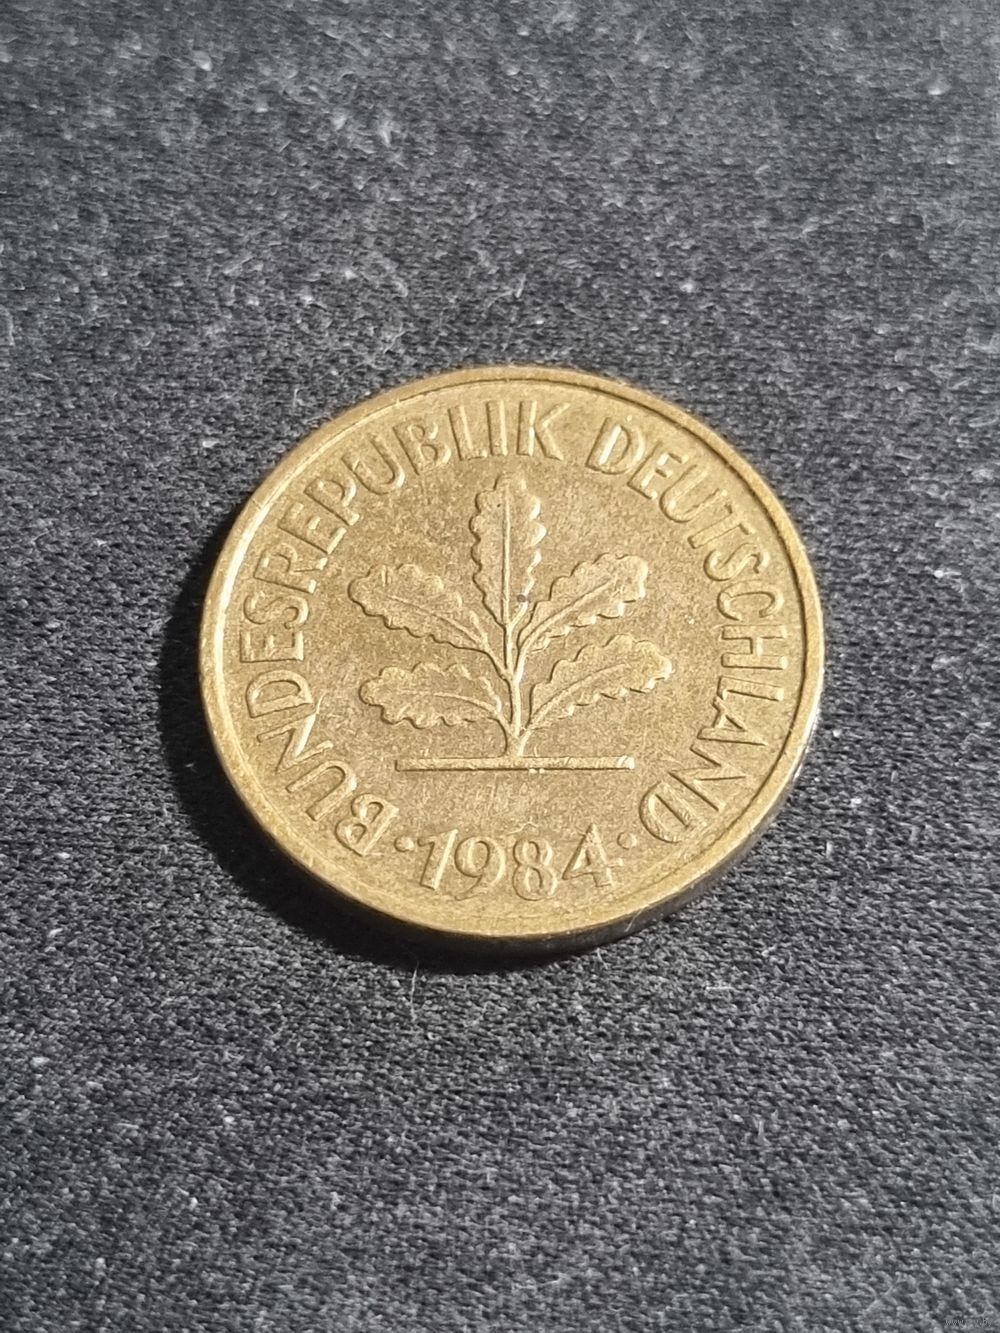 · BUNDESREPUBLIK DEUTSCHLAND ·
1984